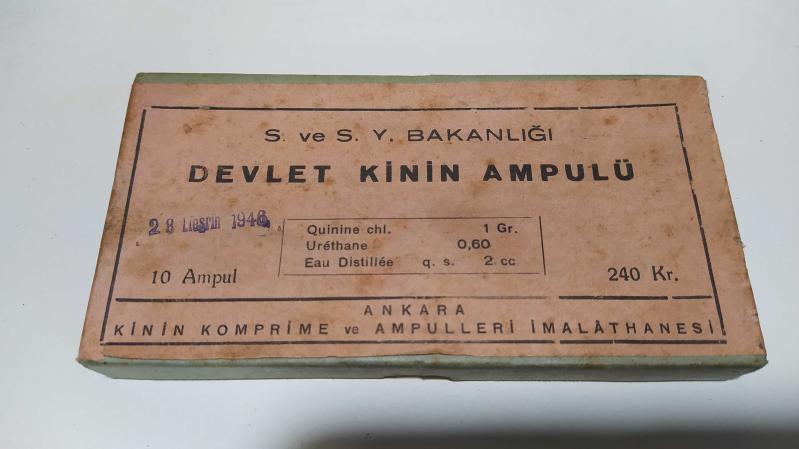 S. ve S. Y. BAKANLIĞI
DEVLET KİNİN AMPULÜ
28 1946
Quinine chl. 1 Gr.
Uréthane 0,60
Eau Distillée q. s. 2 cc
10 Ampul
240 Kr.
ANKARA
KİNİN KOMPRİME ve AMPULLERİ İMALÂTHANESİ